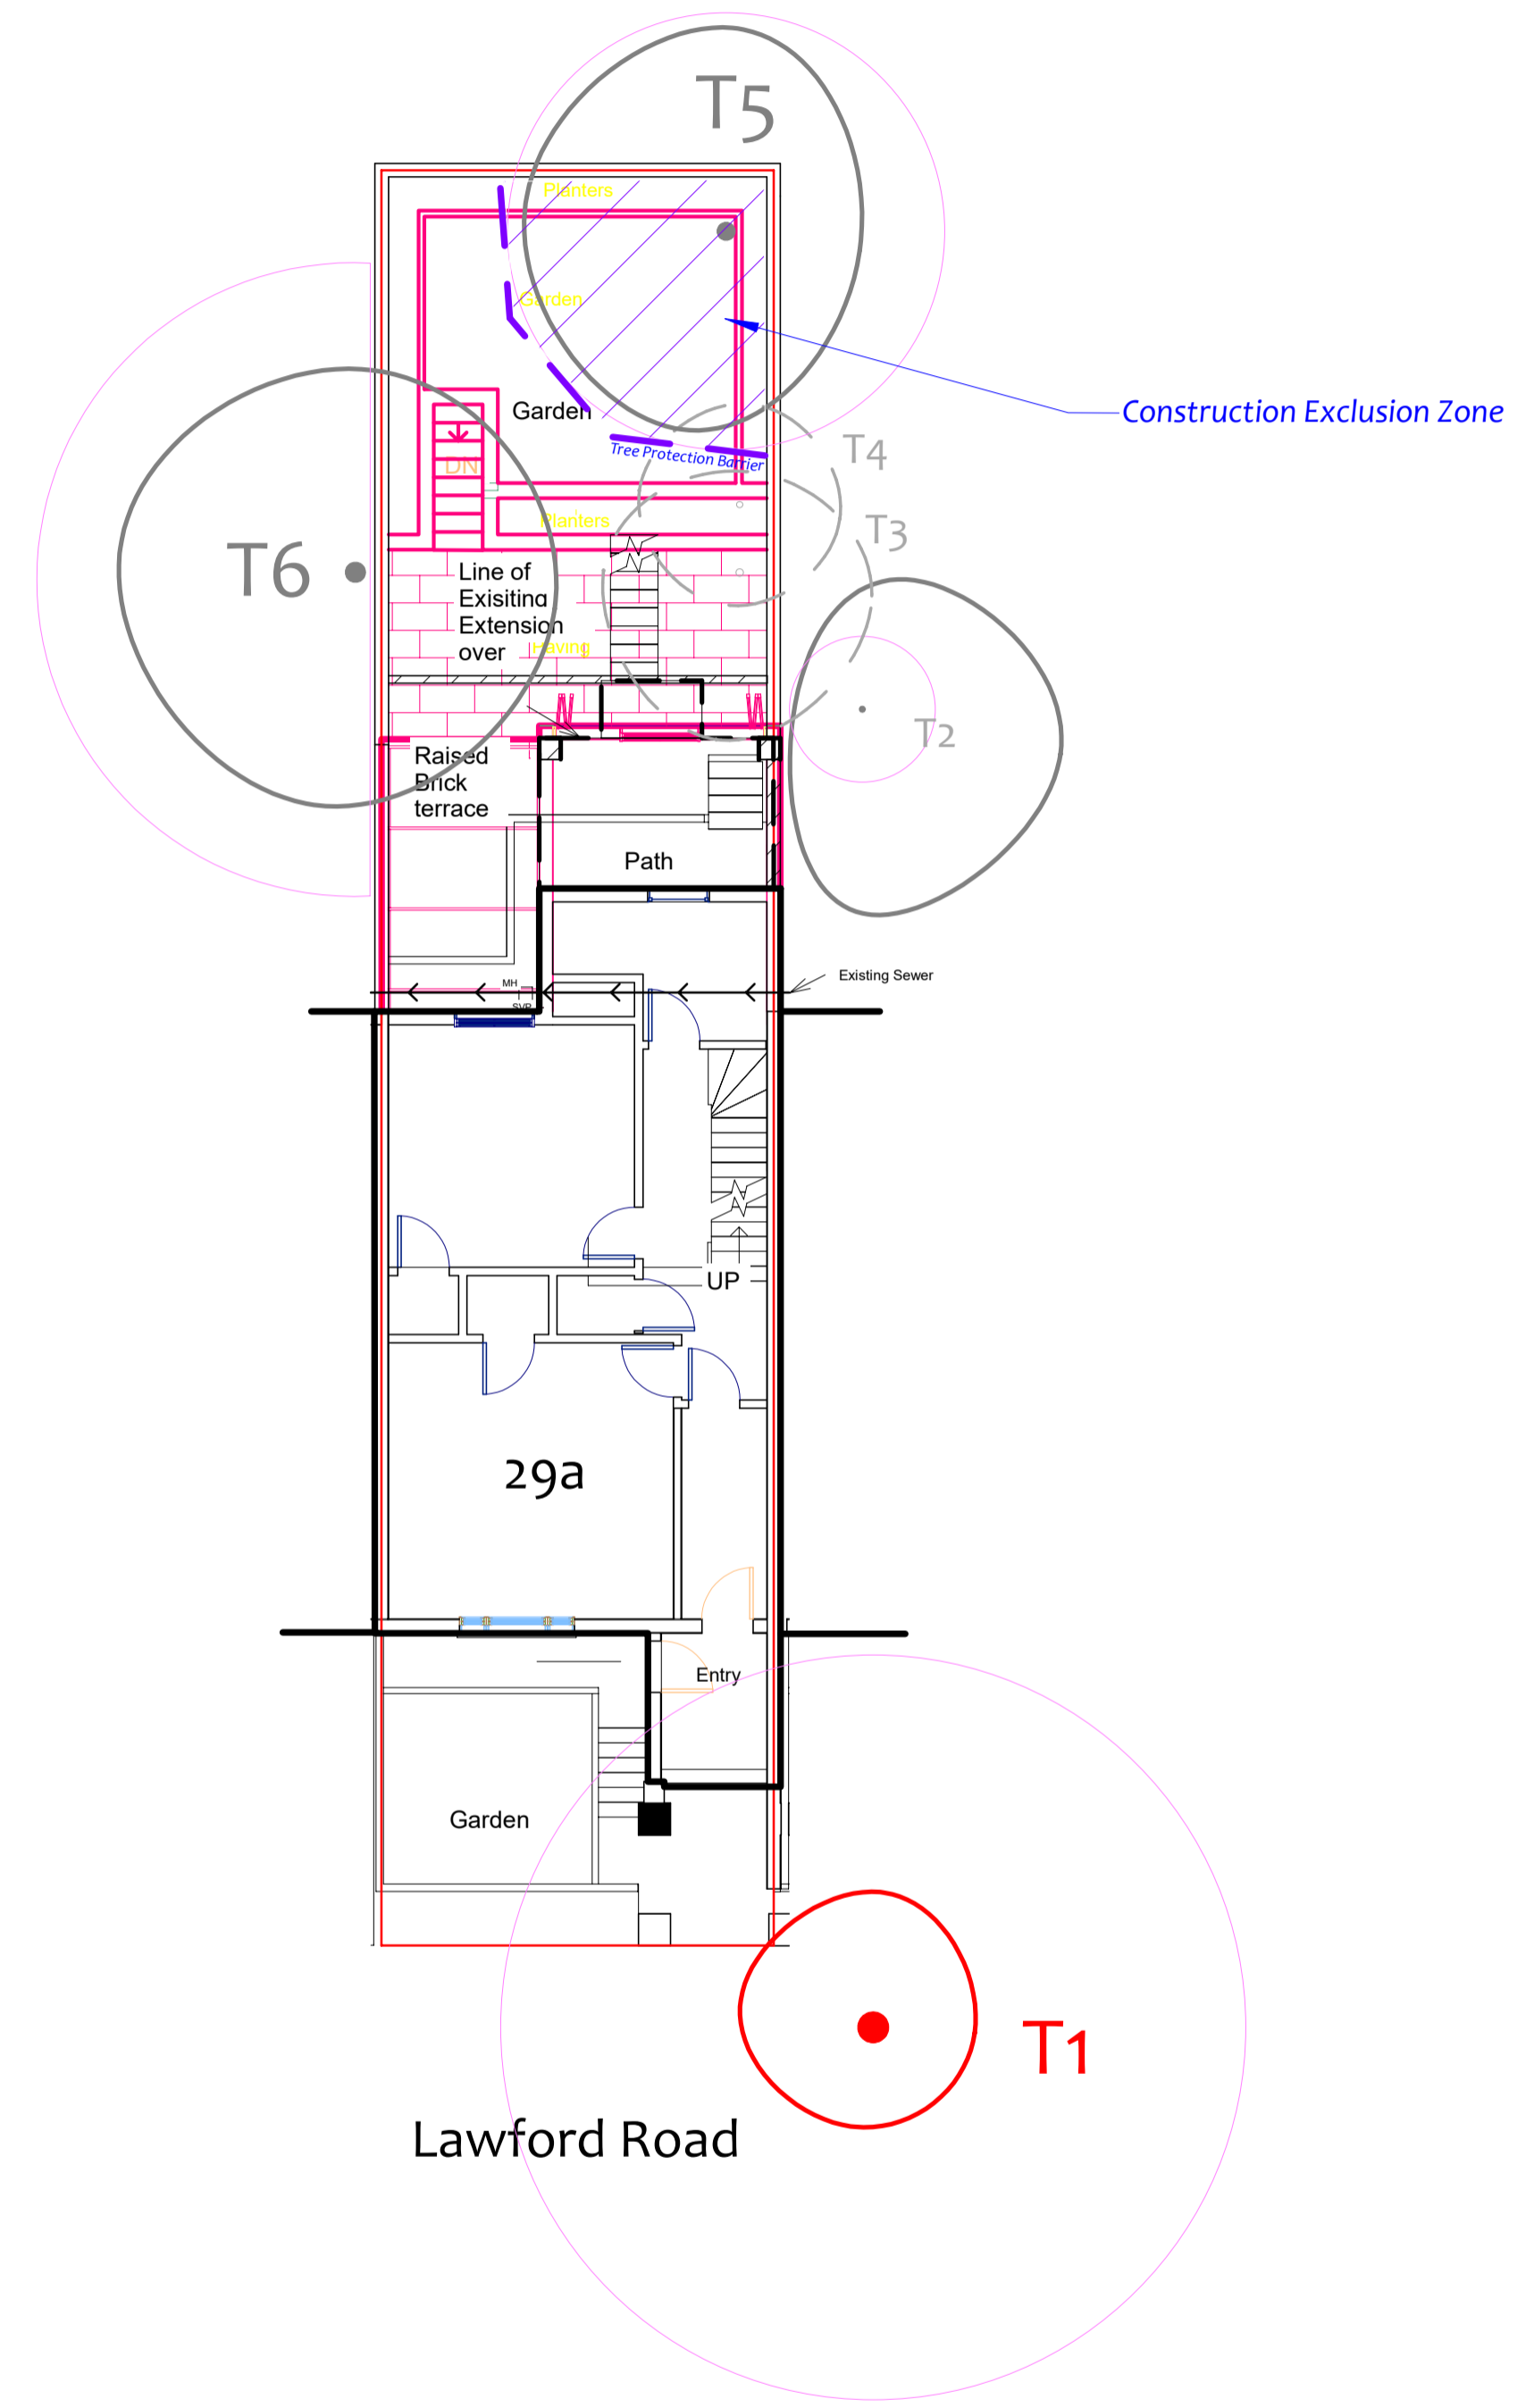 T5
Planters
Garden
Construction Exclusion Zone
Garden
T4
Tree Protection Barrier
DN
Planters
T3
T6
Line of
Exisiting
Extension
over
Paving
T2
Raised
Brick
terrace
Path
Existing Sewer
MH
SVP
UP
29a
Entry
Garden
T1
Lawford Road